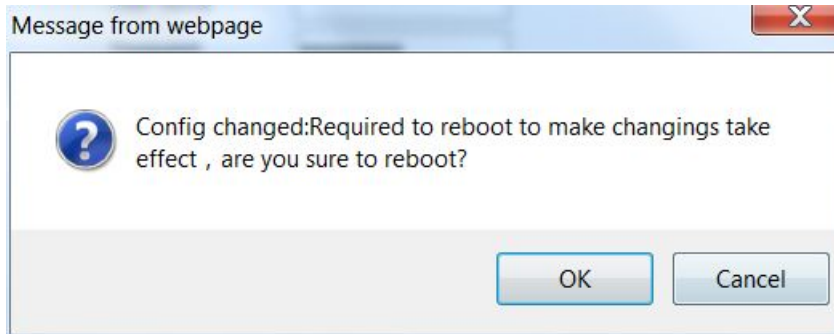 Message from webpage
X
Config changed:Required to reboot to make changings take
effect , are you sure to reboot?
OK
Cancel